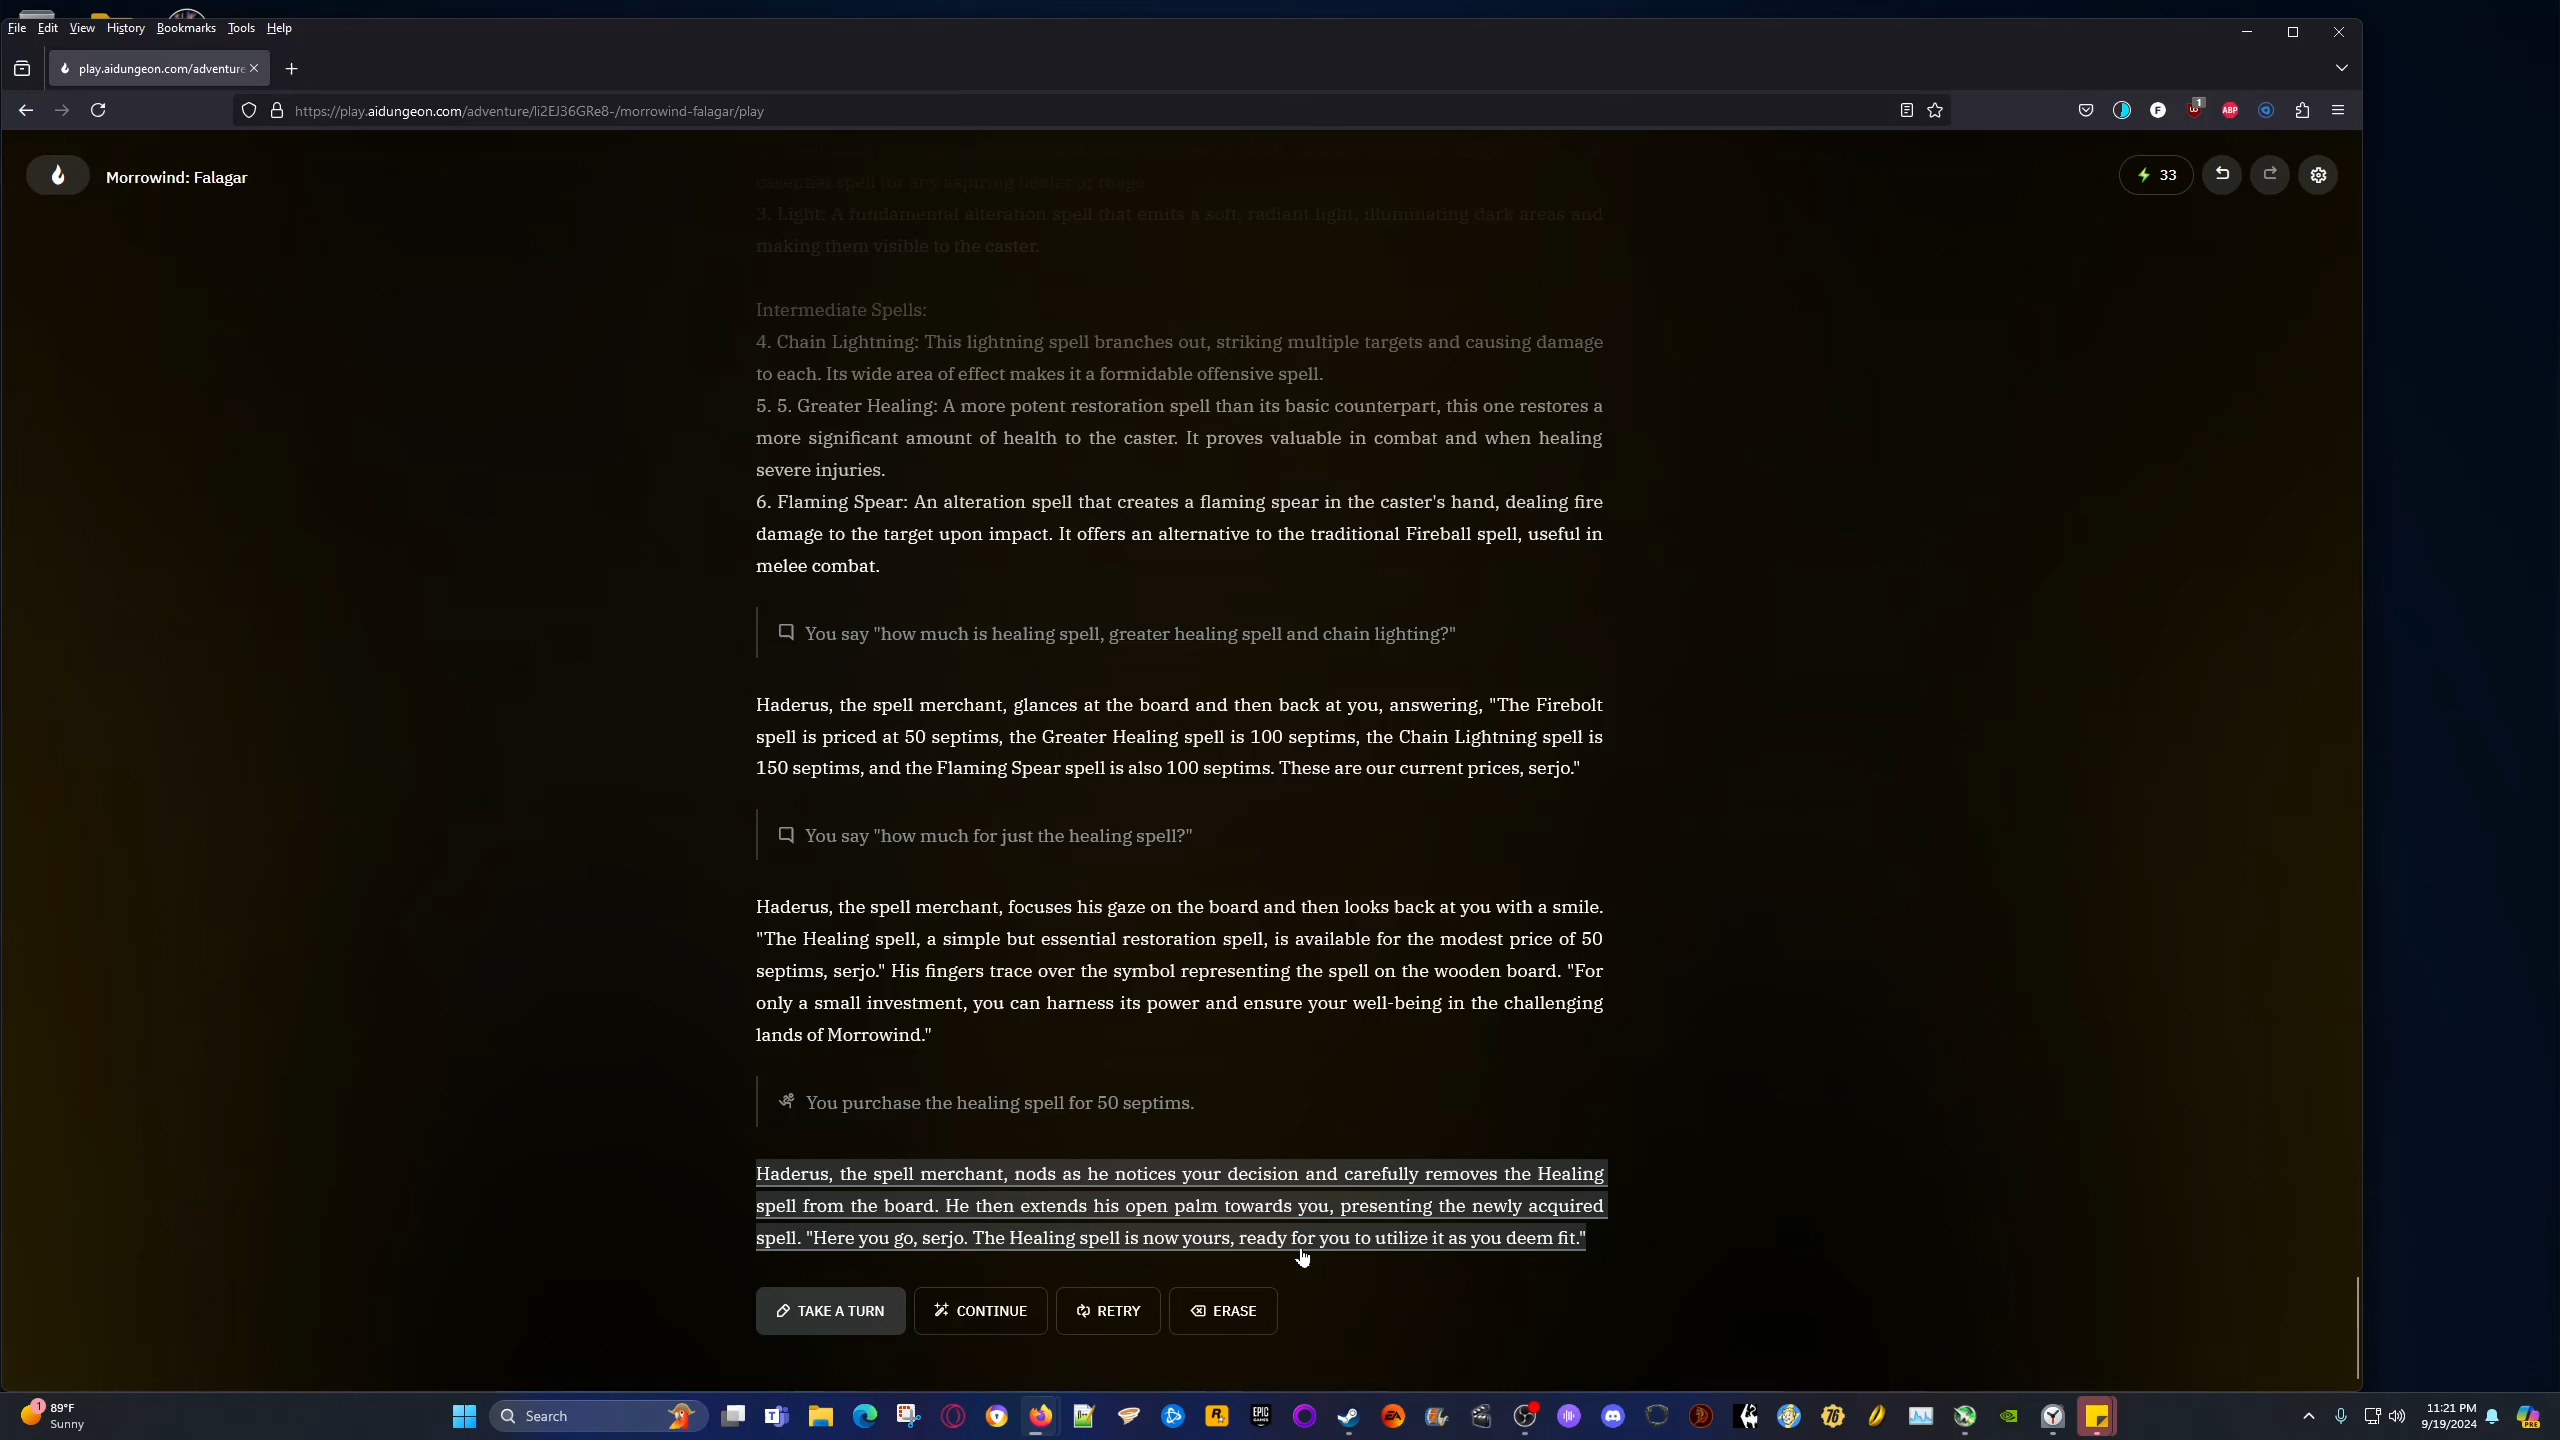 File Edit View History Bookmarks Tools Help
play.aidungeon.com/adventure
https://play.aidungeon.com/adventure/li2EJ36GRe8-/morrowind-falagar/play
1
ABP
Morrowind: Falagar
33
essential spell for any aspiring healer or mage.
3. Light: A fundamental alteration spell that emits a soft, radiant light, illuminating dark areas and
making them visible to the caster.
Intermediate Spells:
4. Chain Lightning: This lightning spell branches out, striking multiple targets and causing damage
to each. Its wide area of effect makes it a formidable offensive spell.
5. 5. Greater Healing: A more potent restoration spell than its basic counterpart, this one restores a
more significant amount of health to the caster. It proves valuable in combat and when healing
severe injuries.
6. Flaming Spear: An alteration spell that creates a flaming spear in the caster's hand, dealing fire
damage to the target upon impact. It offers an alternative to the traditional Fireball spell, useful in
melee combat.
You say "how much is healing spell, greater healing spell and chain lighting?"
Haderus, the spell merchant, glances at the board and then back at you, answering, "The Firebolt
spell is priced at 50 septims, the Greater Healing spell is 100 septims, the Chain Lightning spell is
150 septims, and the Flaming Spear spell is also 100 septims. These are our current prices, serjo."
You say "how much for just the healing spell?"
Haderus, the spell merchant, focuses his gaze on the board and then looks back at you with a smile.
"The Healing spell, a simple but essential restoration spell, is available for the modest price of 50
septims, serjo." His fingers trace over the symbol representing the spell on the wooden board. "For
only a small investment, you can harness its power and ensure your well-being in the challenging
lands of Morrowind."
You purchase the healing spell for 50 septims.
Haderus, the spell merchant, nods as he notices your decision and carefully removes the Healing
spell from the board. He then extends his open palm towards you, presenting the newly acquired
spell. "Here you go, serjo. The Healing spell is now yours, ready for you to utilize it as you deem fit."
TAKE A TURN CONTINUE RETRY ERASE
1
89°F
Sunny
Search
EPIC
EA
76
11:21 PM
9/19/2024
PRE